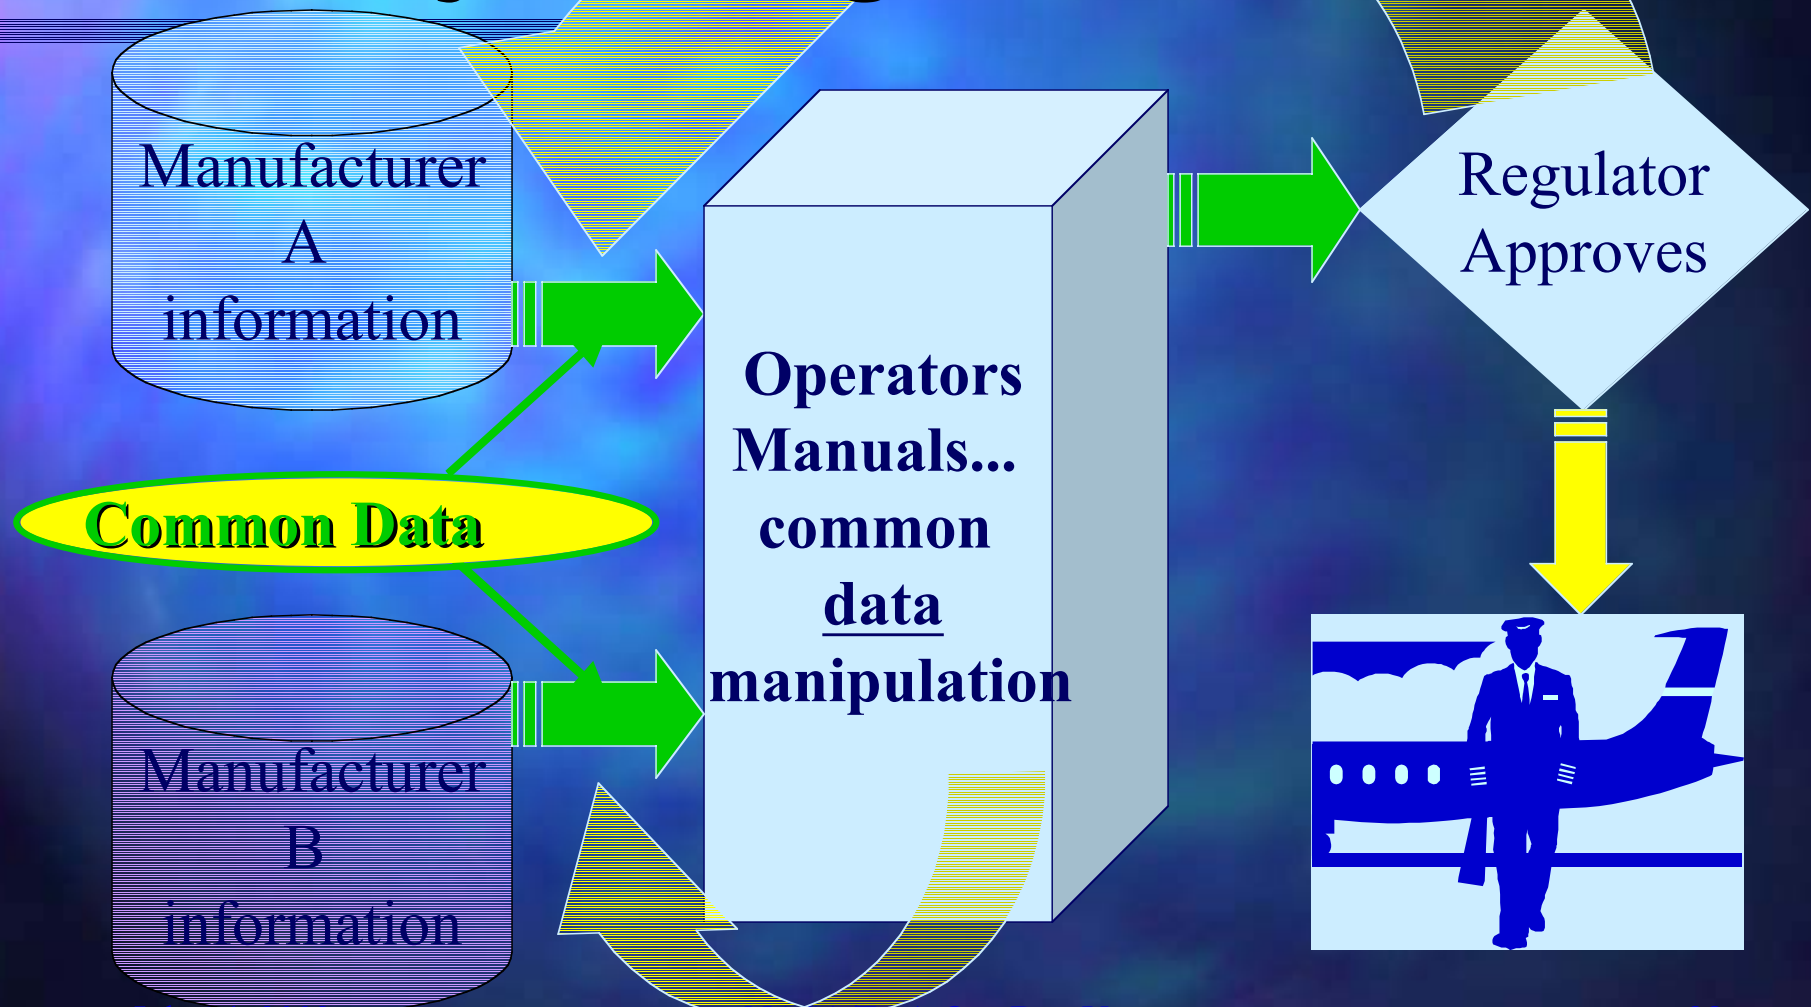 Manufacturer
A
information
Common Data
Manufacturer
B
information
Operators
Manuals...
common
data
manipulation
Regulator
Approves